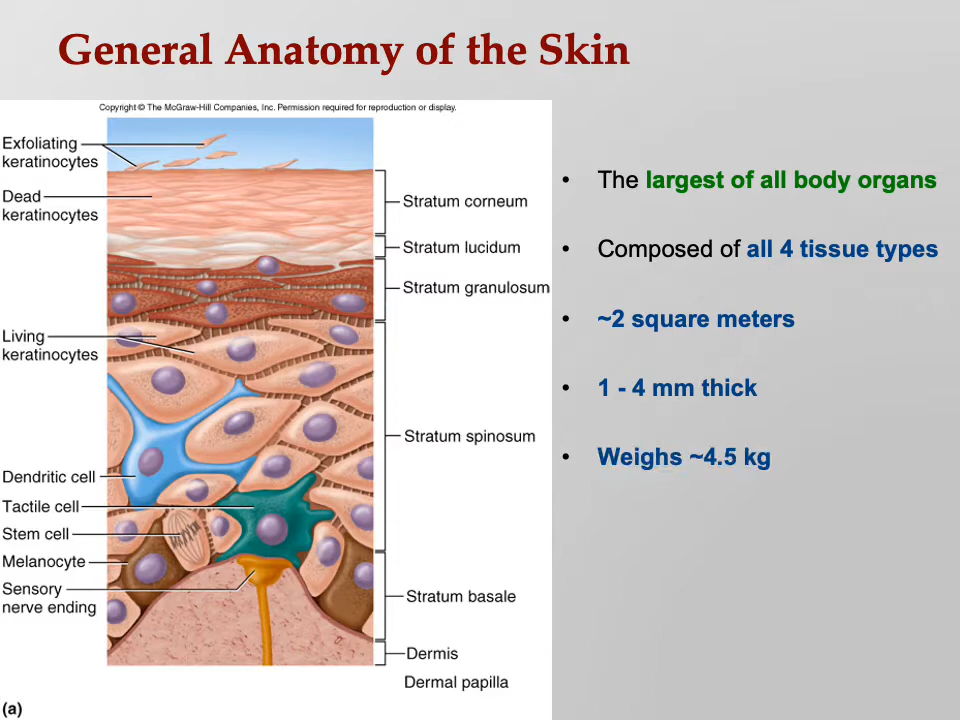 General Anatomy of the Skin
Copyright © The McGraw-Hill Companies, Inc. Permission required for reproduction or display.
Exfoliating
keratinocytes
Dead
keratinocytes
Living
keratinocytes
Dendritic cell
Tactile cell
Stem cell
Melanocyte
Sensory
nerve ending
(a)
Stratum corneum
Stratum lucidum
Stratum granulosum
Stratum spinosum
Stratum basale
Dermis
Dermal papilla
• The largest of all body organs
• Composed of all 4 tissue types
• ~2 square meters
• 1 - 4 mm thick
• Weighs ~4.5 kg